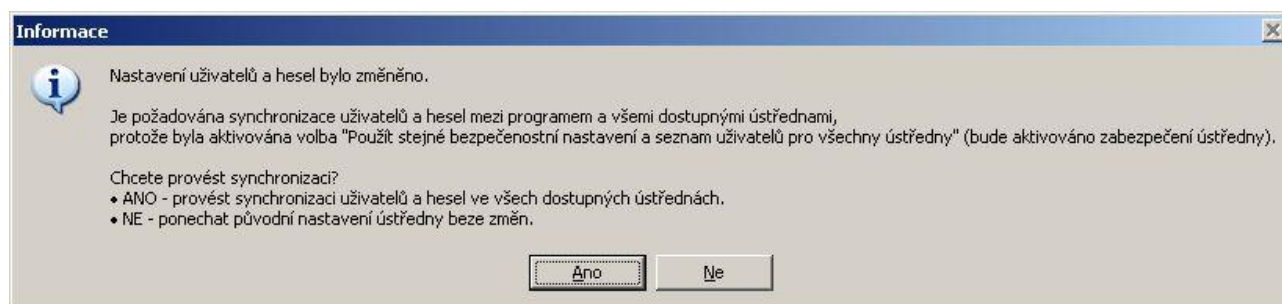 Informace
Nastavení uživatelů a hesel bylo změněno.
Je požadována synchronizace uživatelů a hesel mezi programem a všemi dostupnými ústřednami,
protože byla aktivována volba "Použít stejné bezpečenostní nastavení a seznam uživatelů pro všechny ústředny" (bude aktivováno zabezpečení ústředny).
Chcete provést synchronizaci?
• ANO - provést synchronizaci uživatelů a hesel ve všech dostupných ústřednách.
• NE - ponechat původní nastavení ústředny beze změn.
Ano Ne